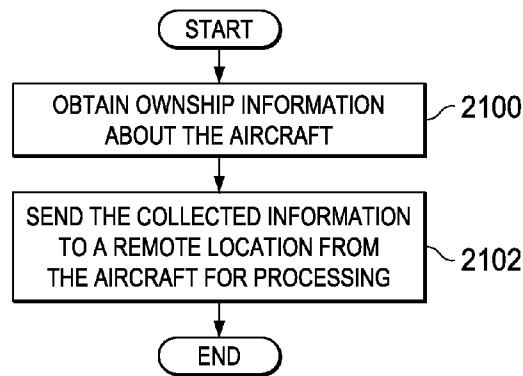 START
OBTAIN OWNSHIP INFORMATION
ABOUT THE AIRCRAFT
2100
SEND THE COLLECTED INFORMATION
TO A REMOTE LOCATION FROM
THE AIRCRAFT FOR PROCESSING
2102
END